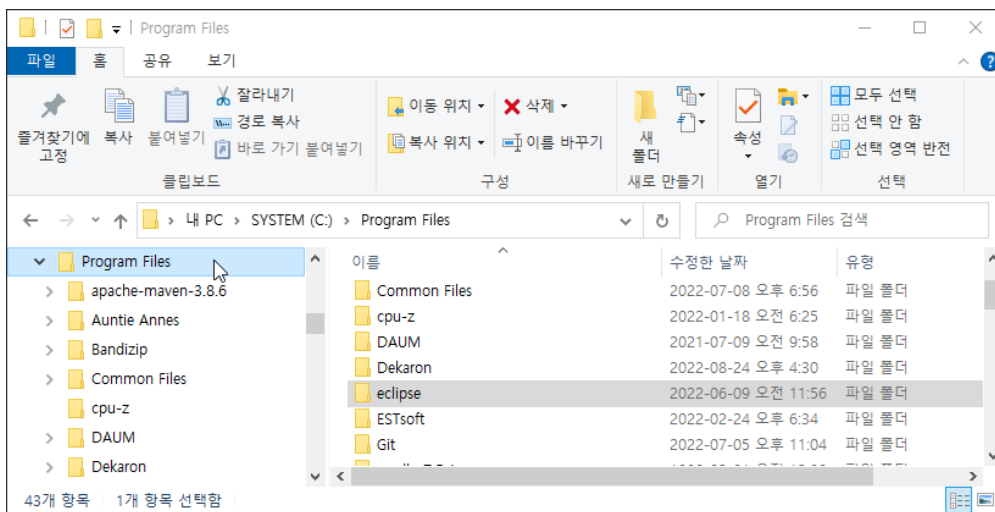 Program Files
파일 홈 공유 보기
즐겨찾기에 고정
복사
붙여넣기
잘라내기
경로 복사
바로 가기 붙여넣기
클립보드
이동 위치
복사 위치
삭제
이름 바꾸기
구성
새 폴더
새로 만들기
속성
열기
모두 선택
선택 안 함
선택 영역 반전
선택
내 PC > SYSTEM (C:) > Program Files
Program Files 검색
Program Files
apache-maven-3.8.6
Auntie Annes
Bandizip
Common Files
cpu-z
DAUM
Dekaron
이름 수정한 날짜 유형
Common Files 2022-07-08 오후 6:56 파일 폴더
cpu-z 2022-01-18 오전 6:25 파일 폴더
DAUM 2021-07-09 오전 9:58 파일 폴더
Dekaron 2022-08-24 오후 4:30 파일 폴더
eclipse 2022-06-09 오전 11:56 파일 폴더
ESTsoft 2022-02-24 오후 6:34 파일 폴더
Git 2022-07-05 오후 11:04 파일 폴더
43개 항목 1개 항목 선택함